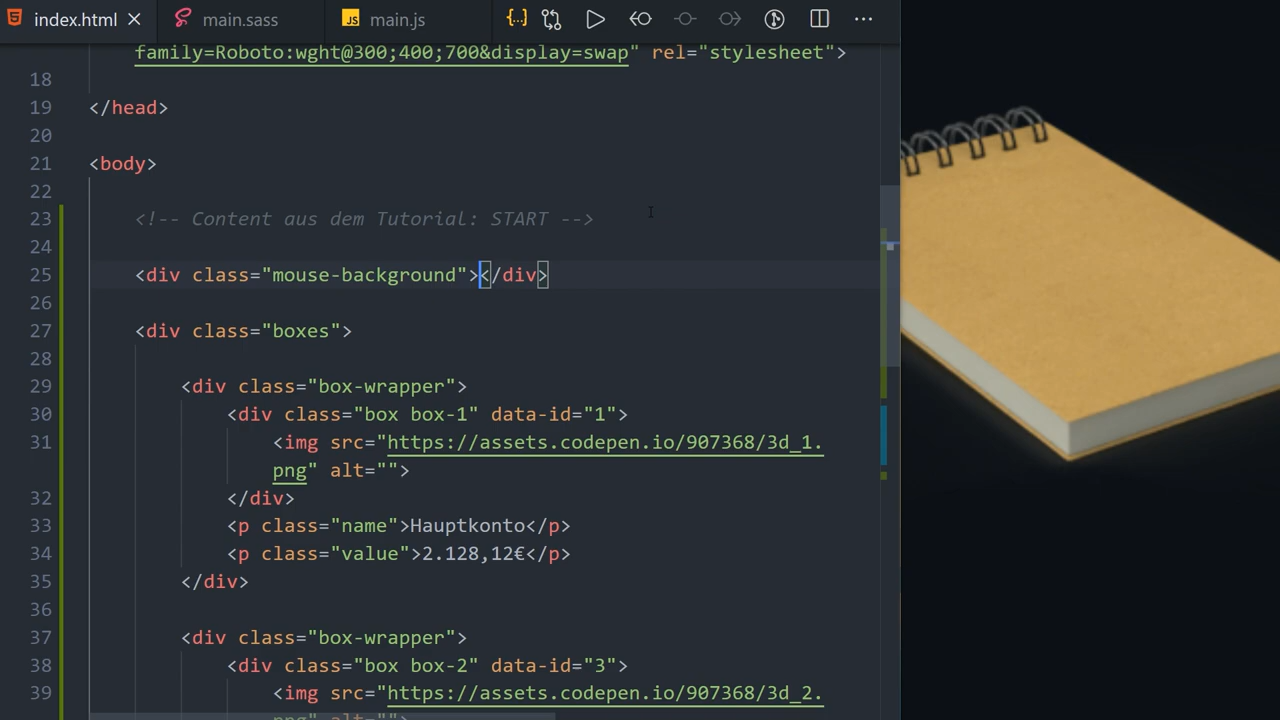 index.html main.sass JS main.js {..}
family=Roboto:wght@300;400;700&display=swap" rel="stylesheet">
18
19 </head>
20
21 <body>
22
23 <!-- Content aus dem Tutorial: START -->
24
25 <div class="mouse-background"></div>
26
27 <div class="boxes">
28
29 <div class="box-wrapper">
30 <div class="box box-1" data-id="1">
31 <img src="https://assets.codepen.io/907368/3d_1.
png" alt="">
32 </div>
33 <p class="name">Hauptkonto</p>
34 <p class="value">2.128,12€</p>
35 </div>
36
37 <div class="box-wrapper">
38 <div class="box box-2" data-id="3">
39 <img src="https://assets.codepen.io/907368/3d_2.
png" alt="">